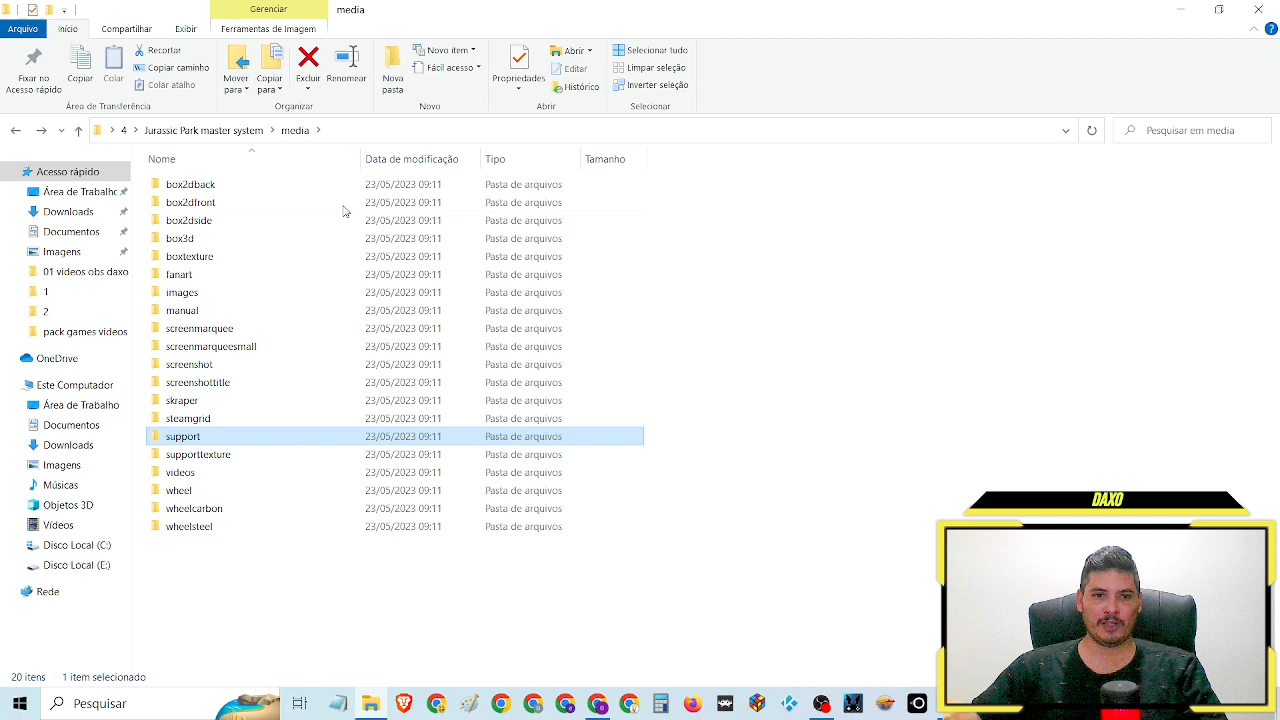 Gerenciar
media
Arquivo
Início
Compartilhar
Exibir
Ferramentas de Imagem
Fixar no
Acesso rápido
Copiar
Colar
Recortar
Copiar caminho
Colar atalho
Área de Transferência
Mover
para
Copiar
para
Excluir
Renomear
Organizar
Nova
pasta
Novo item
Fácil acesso
Novo
Propriedades
Abrir
Editar
Histórico
Abrir
Selecionar tudo
Limpar seleção
Inverter seleção
Selecionar
4
Jurassic Park master system
media
Pesquisar em media
Nome
Data de modificação
Tipo
Tamanho
box2dback 23/05/2023 09:11 Pasta de arquivos
box2dfront 23/05/2023 09:11 Pasta de arquivos
box2dside 23/05/2023 09:11 Pasta de arquivos
box3d 23/05/2023 09:11 Pasta de arquivos
boxtexture 23/05/2023 09:11 Pasta de arquivos
fanart 23/05/2023 09:11 Pasta de arquivos
images 23/05/2023 09:11 Pasta de arquivos
manual 23/05/2023 09:11 Pasta de arquivos
screenmarquee 23/05/2023 09:11 Pasta de arquivos
screenmarqueesmall 23/05/2023 09:11 Pasta de arquivos
screenshot 23/05/2023 09:11 Pasta de arquivos
screenshottitle 23/05/2023 09:11 Pasta de arquivos
skraper 23/05/2023 09:11 Pasta de arquivos
steamgrid 23/05/2023 09:11 Pasta de arquivos
support 23/05/2023 09:11 Pasta de arquivos
supporttexture 23/05/2023 09:11 Pasta de arquivos
videos 23/05/2023 09:11 Pasta de arquivos
wheel 23/05/2023 09:11 Pasta de arquivos
wheelcarbon 23/05/2023 09:11 Pasta de arquivos
wheelsteel 23/05/2023 09:11 Pasta de arquivos
Acesso rápido
Área de Trabalho
Downloads
Documentos
Imagens
01 videos obs daxo
1
2
pack games videos
OneDrive
Este Computador
Área de Trabalho
Documentos
Downloads
Imagens
Músicas
Objetos 3D
Vídeos
Disco Local (C:)
Disco Local (E:)
Rede
20 itens
1 item selecionado
DAXO
Pesquisar